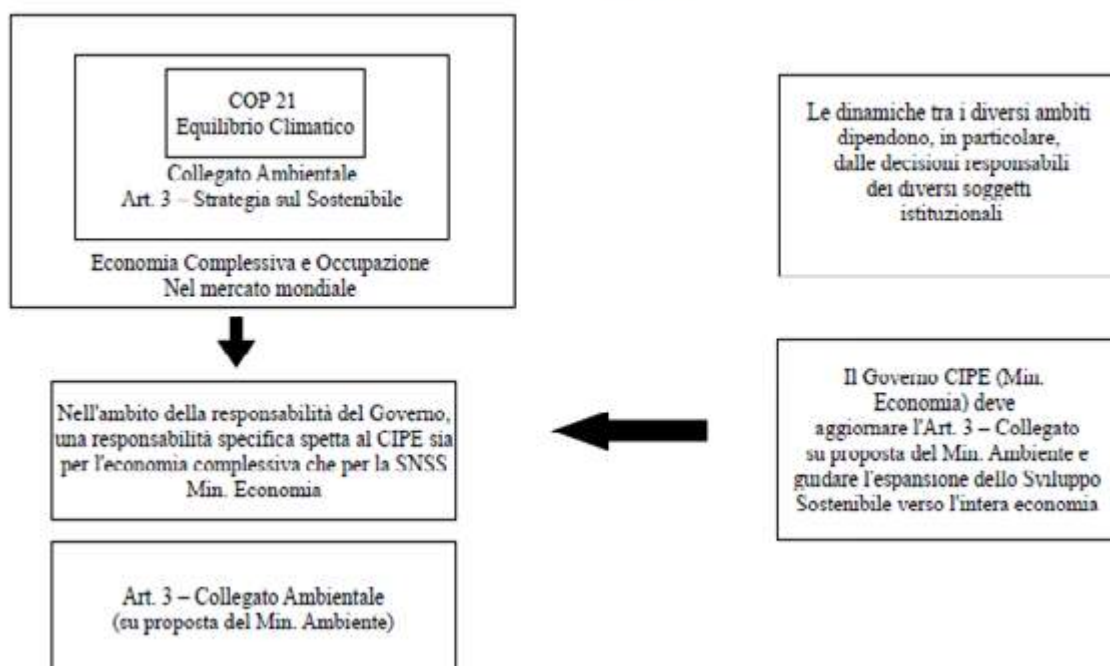 COP 21
Equilibrio Climatico
Collegato Ambientale
Art. 3 – Strategia sul Sostenibile
Economia Complessiva e Occupazione
Nel mercato mondiale
Le dinamiche tra i diversi ambiti
dipendono, in particolare,
dalle decisioni responsabili
dei diversi soggetti
istituzionali
Nell'ambito della responsabilità del Governo,
una responsabilità specifica spetta al CIPE sia
per l'economia complessiva che per la SNSS
Min. Economia
Il Governo CIPE (Min.
Economia) deve
aggiornare l'Art. 3 – Collegato
su proposta del Min. Ambiente e
guidare l'espansione dello Sviluppo
Sostenibile verso l'intera economia
Art. 3 – Collegato Ambientale
(su proposta del Min. Ambiente)